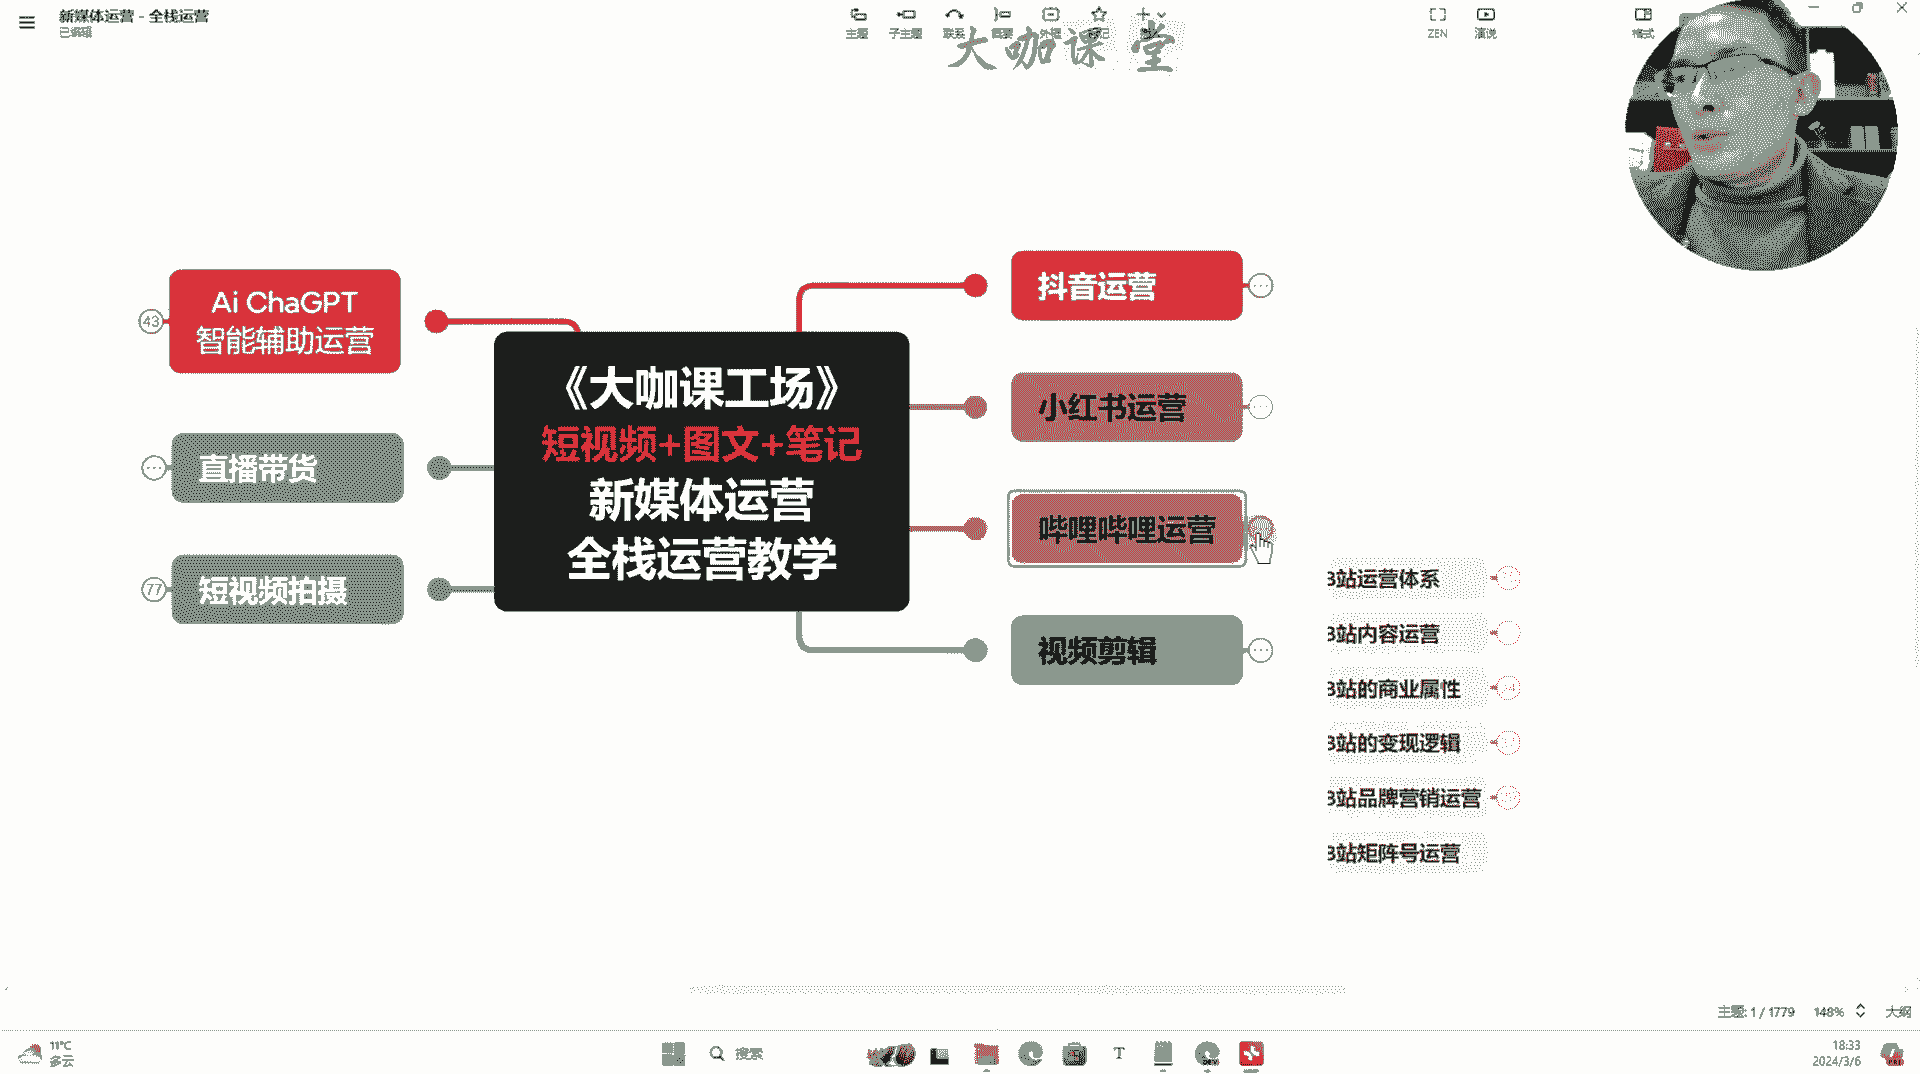 新媒体运营 - 全栈运营
已编辑
主题
子主题
联系
概要
ZEN
演说
格式
大咖课堂
Ai ChaGPT
智能辅助运营
43
直播带货
短视频拍摄
77
《大咖课工场》
短视频+图文+笔记
新媒体运营
全栈运营教学
抖音运营
小红书运营
哔哩哔哩运营
视频剪辑
B站运营体系
B站内容运营
B站的商业属性
B站的变现逻辑
B站品牌营销运营
B站矩阵号运营
主题: 1 / 1779
148%
大纲
11°C
多云
搜索
18:33
2024/3/6